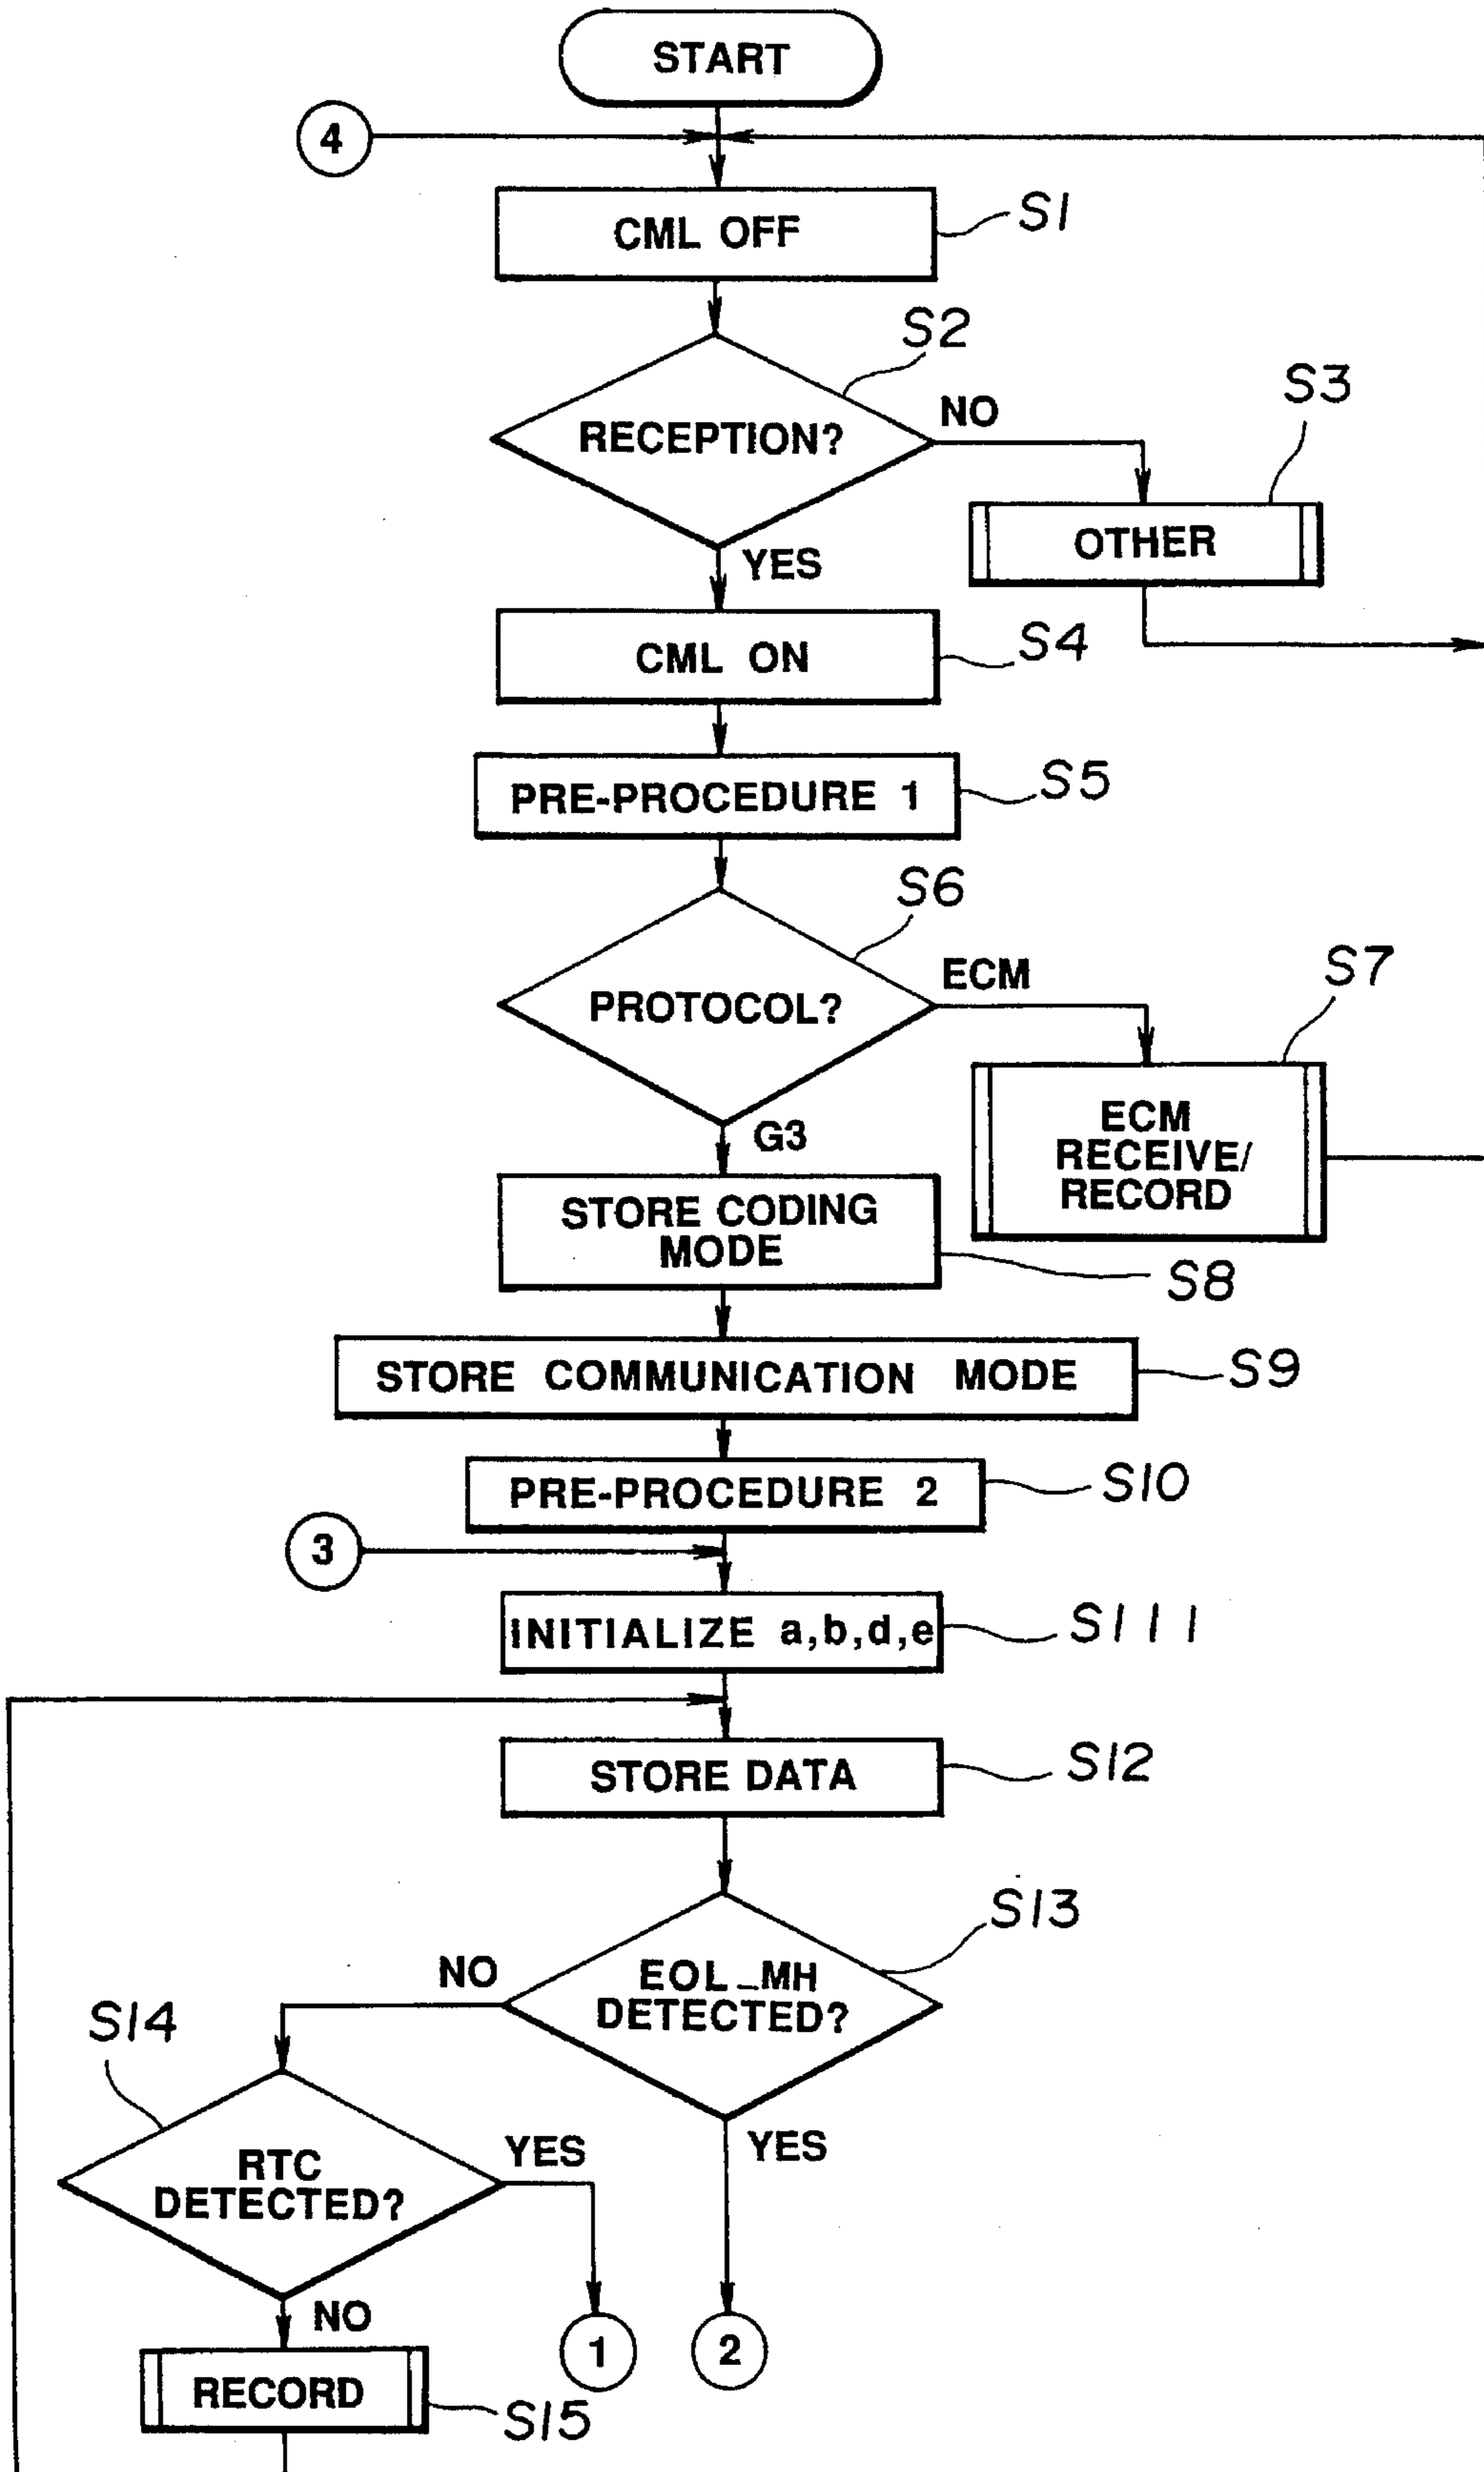 START
4
CML OFF
S1
S2
RECEPTION?
NO
S3
OTHER
YES
CML ON
S4
PRE-PROCEDURE 1
S5
S6
PROTOCOL?
ECM
S7
ECM
RECEIVE/
RECORD
G3
STORE CODING
MODE
S8
STORE COMMUNICATION MODE
S9
PRE-PROCEDURE 2
S10
3
INITIALIZE a,b,d,e
S111
STORE DATA
S12
S13
EOL_MH
DETECTED?
NO
S14
RTC
DETECTED?
YES
YES
NO
1
2
RECORD
S15